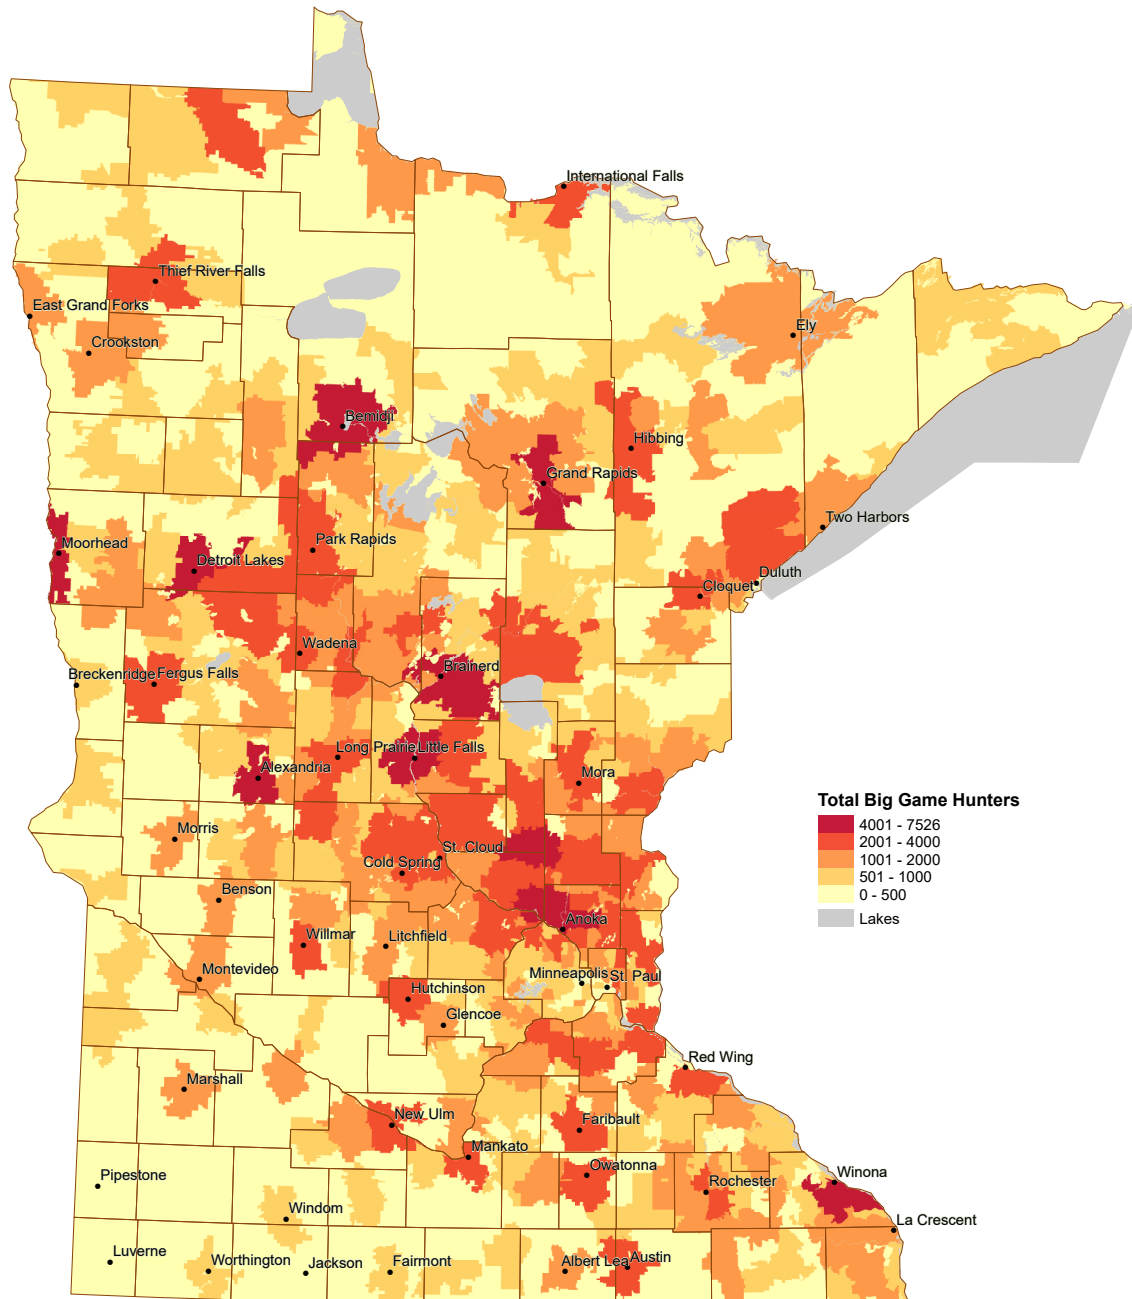 International Falls
Thief River Falls
East Grand Forks
Ely
Crookston
Bemidji
Hibbing
Grand Rapids
Two Harbors
Moorhead
Park Rapids
Detroit Lakes
Duluth
Cloquet
Wadena
Brainerd
Breckenridge
Fergus Falls
Long Prairie
Little Falls
Alexandria
Mora
Total Big Game Hunters
4001 - 7526
2001 - 4000
1001 - 2000
501 - 1000
0 - 500
Lakes
Morris
St. Cloud
Cold Spring
Benson
Anoka
Willmar
Litchfield
Montevideo
Minneapolis
St. Paul
Hutchinson
Glencoe
Red Wing
Marshall
New Ulm
Faribault
Mankato
Owatonna
Pipestone
Rochester
Winona
Windom
La Crescent
Luverne
Worthington
Jackson
Fairmont
Albert Lea
Austin